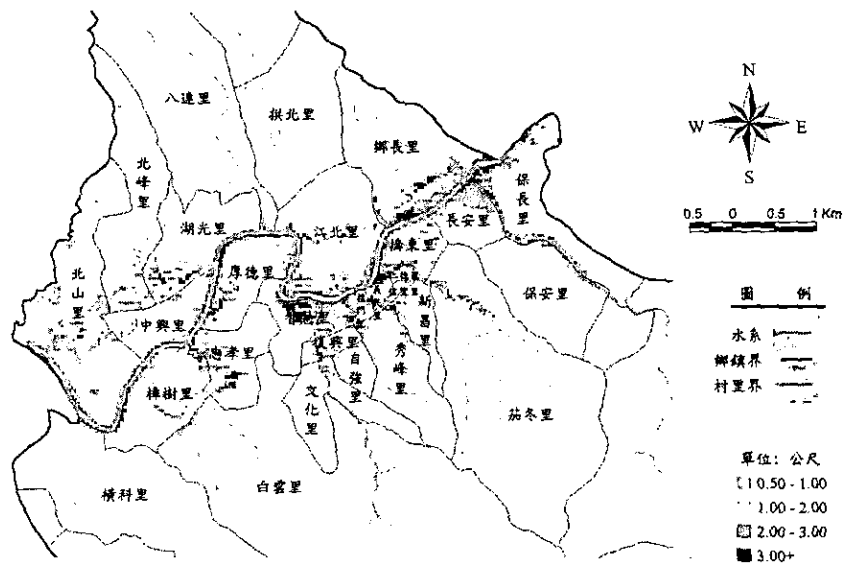 八連里
拱北里
鄉長里
北峰里
保長里
湖光里
江北里
長安里
橋東里
北山里
厚德里
保安里
中興里
新昌里
忠孝里
復興里
自強里
秀峰里
樟樹里
文化里
茄冬里
橫科里
白雲里
N
W E
S
0.5 0 0.5 1 Km
圖 例
水系
鄉鎮界
村里界
單位: 公尺
0.50 - 1.00
1.00 - 2.00
2.00 - 3.00
3.00+